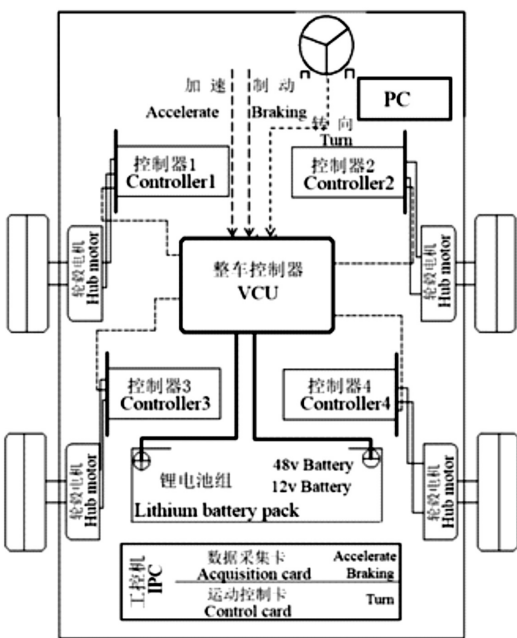 加速
Accelerate
制动
Braking
转向
Turn
PC
控制器1
Controller1
控制器2
Controller2
轮毂电机
Hub motor
轮毂电机
Hub motor
整车控制器
VCU
控制器3
Controller3
控制器4
Controller4
轮毂电机
Hub motor
轮毂电机
Hub motor
锂电池组
48v Battery
12v Battery
Lithium battery pack
工控机
IPC
数据采集卡
Acquisition card
Accelerate
Braking
运动控制卡
Control card
Turn